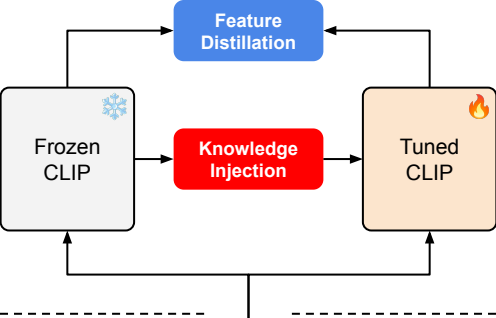 Feature
Distillation
Frozen
CLIP
Knowledge
Injection
Tuned
CLIP